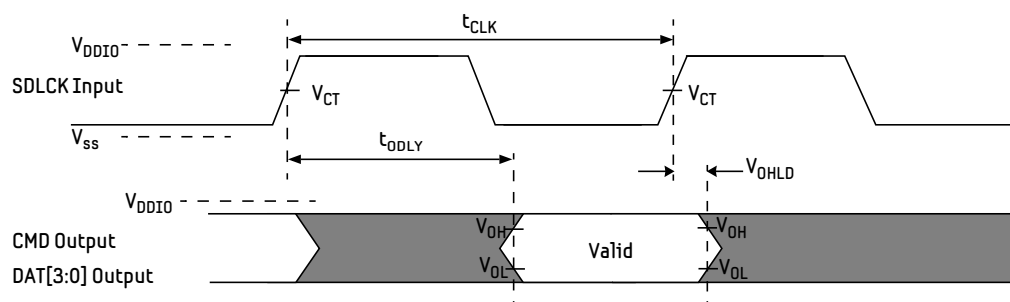 t_CLK
V_DDIO
SDLCK Input
V_CT
V_CT
V_ss
t_ODLY
V_OHLD
V_DDIO
V_OH
V_OH
CMD Output
Valid
DAT[3:0] Output
V_OL
V_OL